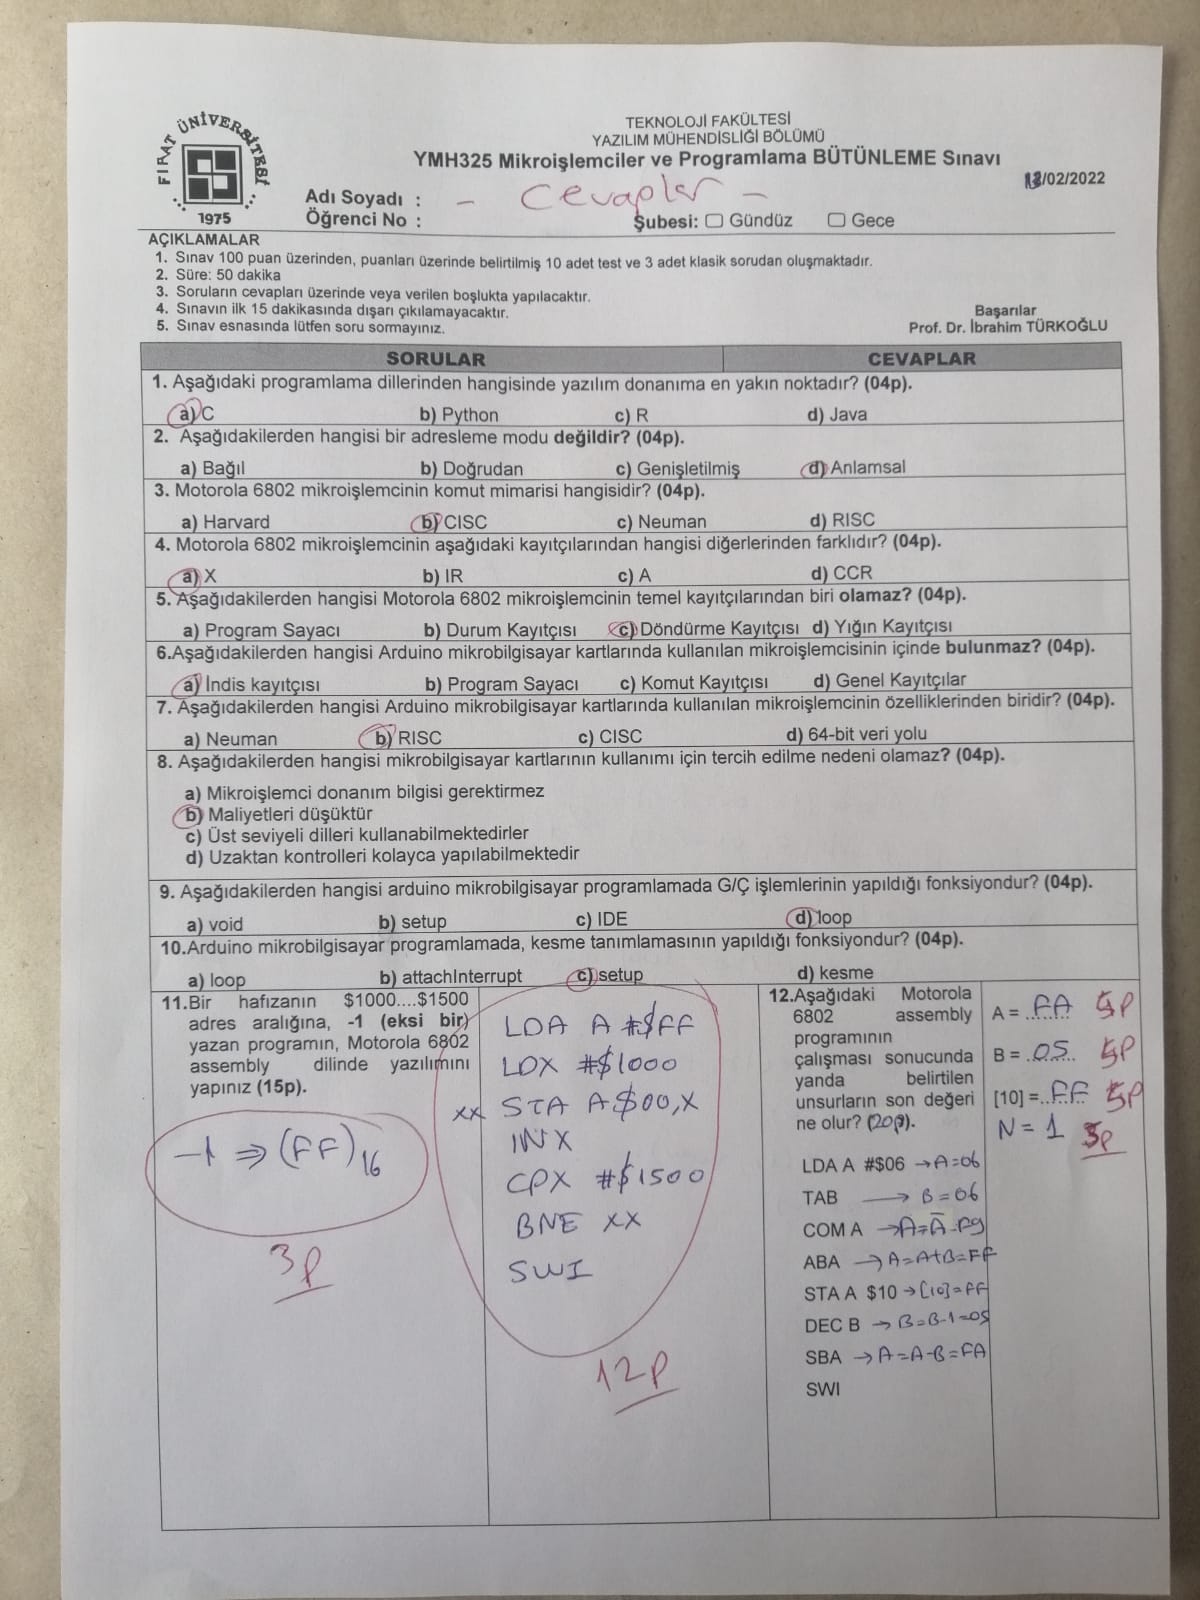 FIRAT ÜNİVERSİTESİ
1975
TEKNOLOJİ FAKÜLTESİ
YAZILIM MÜHENDİSLİĞİ BÖLÜMÜ
YMH325 Mikroişlemciler ve Programlama BÜTÜNLEME Sınavı
/02/2022
Adı Soyadı : - Cevaplar -
Öğrenci No : Şubesi: Gündüz Gece
AÇIKLAMALAR
1. Sınav 100 puan üzerinden, puanları üzerinde belirtilmiş 10 adet test ve 3 adet klasik sorudan oluşmaktadır.
2. Süre: 50 dakika
3. Soruların cevapları üzerinde veya verilen boşlukta yapılacaktır.
4. Sınavın ilk 15 dakikasında dışarı çıkılamayacaktır.
5. Sınav esnasında lütfen soru sormayınız.
Başarılar
Prof. Dr. İbrahim TÜRKOĞLU
SORULAR CEVAPLAR
1. Aşağıdaki programlama dillerinden hangisinde yazılım donanıma en yakın noktadır? (04p).
a) C b) Python c) R d) Java
2. Aşağıdakilerden hangisi bir adresleme modu değildir? (04p).
a) Bağıl b) Doğrudan c) Genişletilmiş d) Anlamsal
3. Motorola 6802 mikroişlemcinin komut mimarisi hangisidir? (04p).
a) Harvard b) CISC c) Neuman d) RISC
4. Motorola 6802 mikroişlemcinin aşağıdaki kayıtçılarından hangisi diğerlerinden farklıdır? (04p).
a) X b) IR c) A d) CCR
5. Aşağıdakilerden hangisi Motorola 6802 mikroişlemcinin temel kayıtçılarından biri olamaz? (04p).
a) Program Sayacı b) Durum Kayıtçısı c) Döndürme Kayıtçısı d) Yığın Kayıtçısı
6.Aşağıdakilerden hangisi Arduino mikrobilgisayar kartlarında kullanılan mikroişlemcisinin içinde bulunmaz? (04p).
a) İndis kayıtçısı b) Program Sayacı c) Komut Kayıtçısı d) Genel Kayıtçılar
7. Aşağıdakilerden hangisi Arduino mikrobilgisayar kartlarında kullanılan mikroişlemcinin özelliklerinden biridir? (04p).
a) Neuman b) RISC c) CISC d) 64-bit veri yolu
8. Aşağıdakilerden hangisi mikrobilgisayar kartlarının kullanımı için tercih edilme nedeni olamaz? (04p).
a) Mikroişlemci donanım bilgisi gerektirmez
b) Maliyetleri düşüktür
c) Üst seviyeli dilleri kullanabilmektedirler
d) Uzaktan kontrolleri kolayca yapılabilmektedir
9. Aşağıdakilerden hangisi arduino mikrobilgisayar programlamada G/Ç işlemlerinin yapıldığı fonksiyondur? (04p).
a) void b) setup c) IDE d) loop
10.Arduino mikrobilgisayar programlamada, kesme tanımlamasının yapıldığı fonksiyondur? (04p).
a) loop b) attachInterrupt c) setup d) kesme
11.Bir hafızanın $1000....$1500
adres aralığına, -1 (eksi bir)
yazan programın, Motorola 6802
assembly dilinde yazılımını
yapınız (15p).
-1 ⇒ (FF)16
3p
LDA A #$FF
LDX #$1000
xx STA A $00,X
INX
CPX #$1500
BNE xx
SWI
12p
12.Aşağıdaki Motorola
6802 assembly
programının
çalışması sonucunda
yanda belirtilen
unsurların son değeri
ne olur? (20p).
LDA A #$06 → A=06
TAB → B=06
COM A → A=Ā=F9
ABA → A=A+B=FF
STA A $10 → [10]=FF
DEC B → B=B-1=05
SBA → A=A-B=FA
SWI
A = FA 5p
B = 05 5p
[10] = FF 5p
N = 1 5p